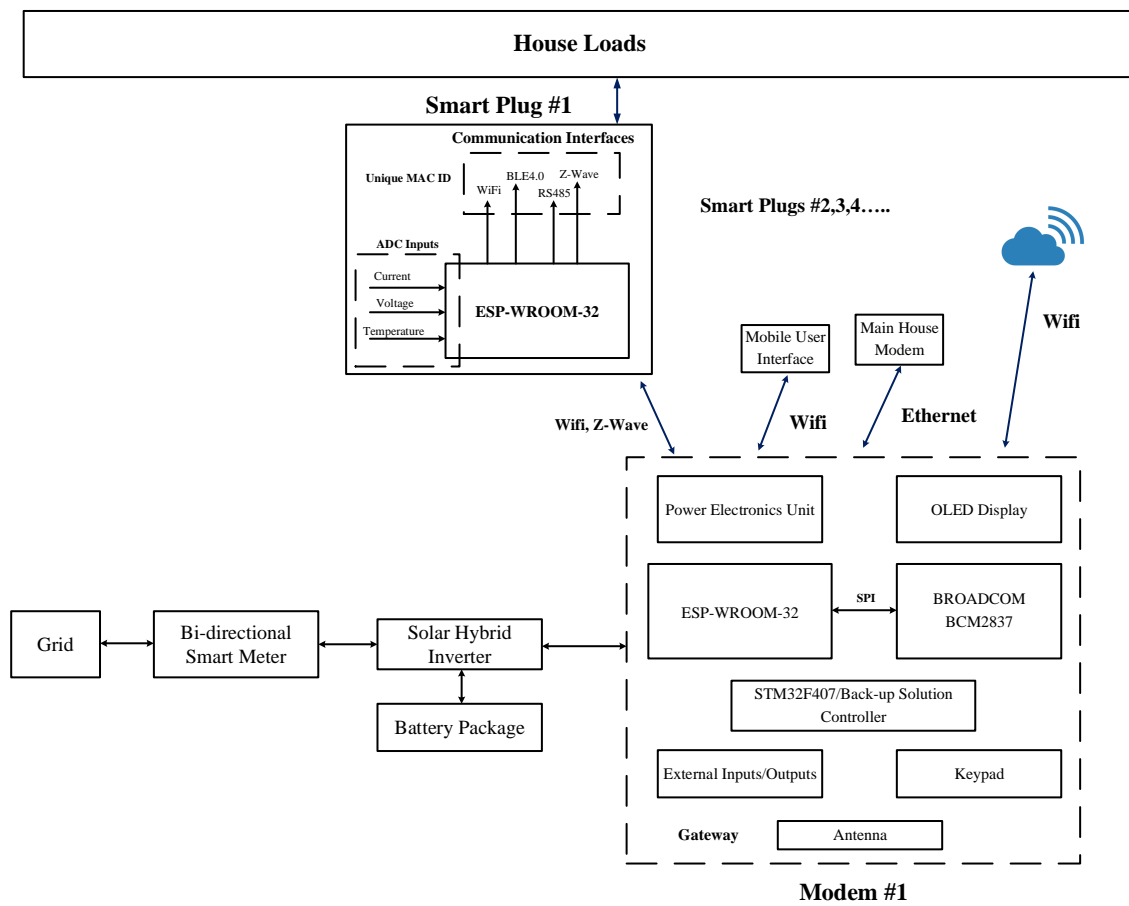 House Loads
Smart Plug #1
Communication Interfaces
Unique MAC ID
WiFi
BLE4.0
RS485
Z-Wave
ADC Inputs
Current
Voltage
Temperature
ESP-WROOM-32
Smart Plugs #2,3,4…..
Wifi
Mobile User
Interface
Main House
Modem
Wifi, Z-Wave
Wifi
Ethernet
Power Electronics Unit
OLED Display
ESP-WROOM-32
SPI
BROADCOM
BCM2837
Grid
Bi-directional
Smart Meter
Solar Hybrid
Inverter
Battery Package
STM32F407/Back-up Solution
Controller
External Inputs/Outputs
Keypad
Gateway
Antenna
Modem #1